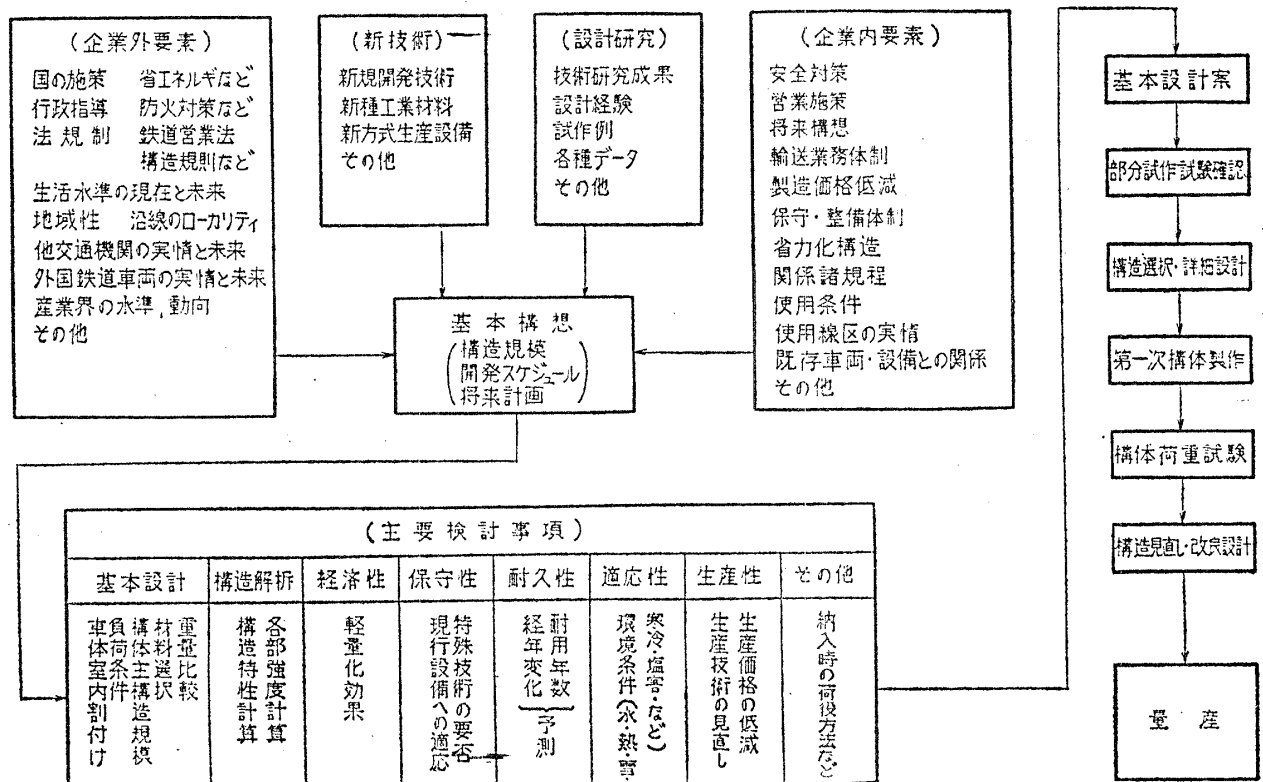 (企業外要素)
国の施策 省エネルギなど
行政指導 防火対策など
法規制 鉄道営業法
構造規則など
生活水準の現在と未来
地域性 沿線のローカリティ
他交通機関の実情と未来
外国鉄道車両の実情と未来
産業界の水準,動向
その他
(新技術)
新規開発技術
新種工業材料
新方式生産設備
その他
(設計研究)
技術研究成果
設計経験
試作例
各種データ
その他
(企業内要素)
安全対策
営業施策
将来構想
輸送業務体制
製造価格低減
保守・整備体制
省力化構造
関係諸規程
使用条件
使用線区の実情
既存車両・設備との関係
その他
基本構想
(構造規模
開発スケジュール
将来計画)
(主要検討事項)
基本設計
重量比較
材料選択
構体主構造規模
負荷条件
車体室内割付け
構造解析
各部強度計算
構造特性計算
経済性
軽量化効果
保守性
特殊技術の要否
現行設備への適応
耐久性
耐用年数
経年変化
}予測
適応性
寒冷・塩害・など)
環境条件(水・熱・雪・
生産性
生産価格の低減
生産技術の見直し
その他
納入時の荷役方法など
基本設計案
部分試作試験確認
構造選択・詳細設計
第一次構体製作
構体荷重試験
構造見直し・改良設計
量産